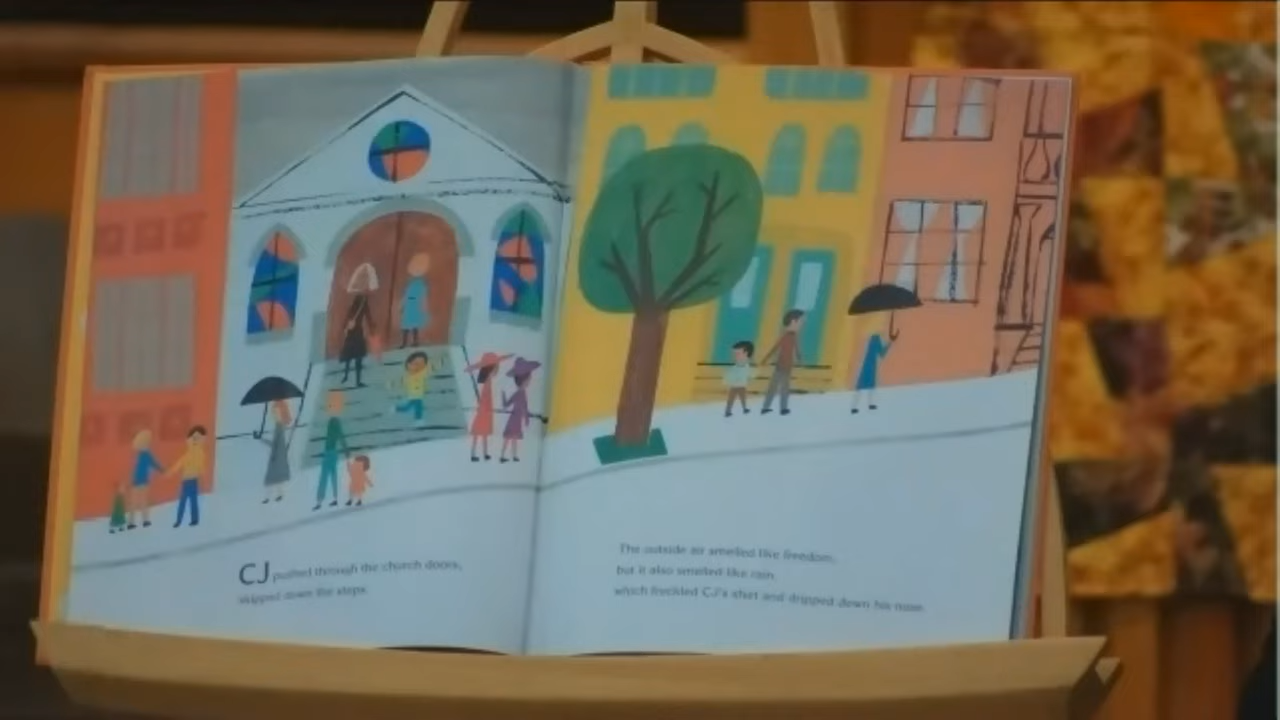 CJ pushed through the church doors,
skipped down the steps.
The outside air smelled like freedom,
but it also smelled like rain,
which freckled CJ's shirt and dripped down his nose.